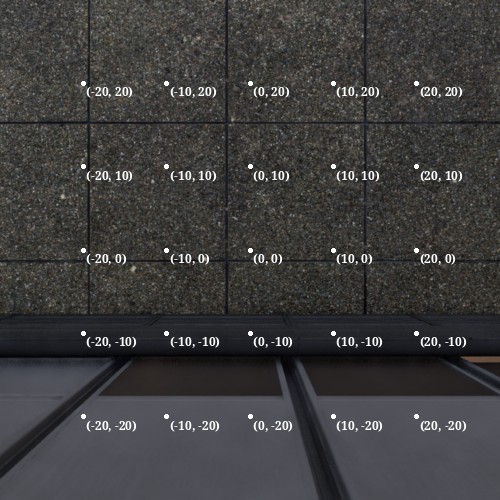 (-20, 20) (-10, 20) (0, 20) (10, 20) (20, 20)
(-20, 10) (-10, 10) (0, 10) (10, 10) (20, 10)
(-20, 0) (-10, 0) (0, 0) (10, 0) (20, 0)
(-20, -10) (-10, -10) (0, -10) (10, -10) (20, -10)
(-20, -20) (-10, -20) (0, -20) (10, -20) (20, -20)